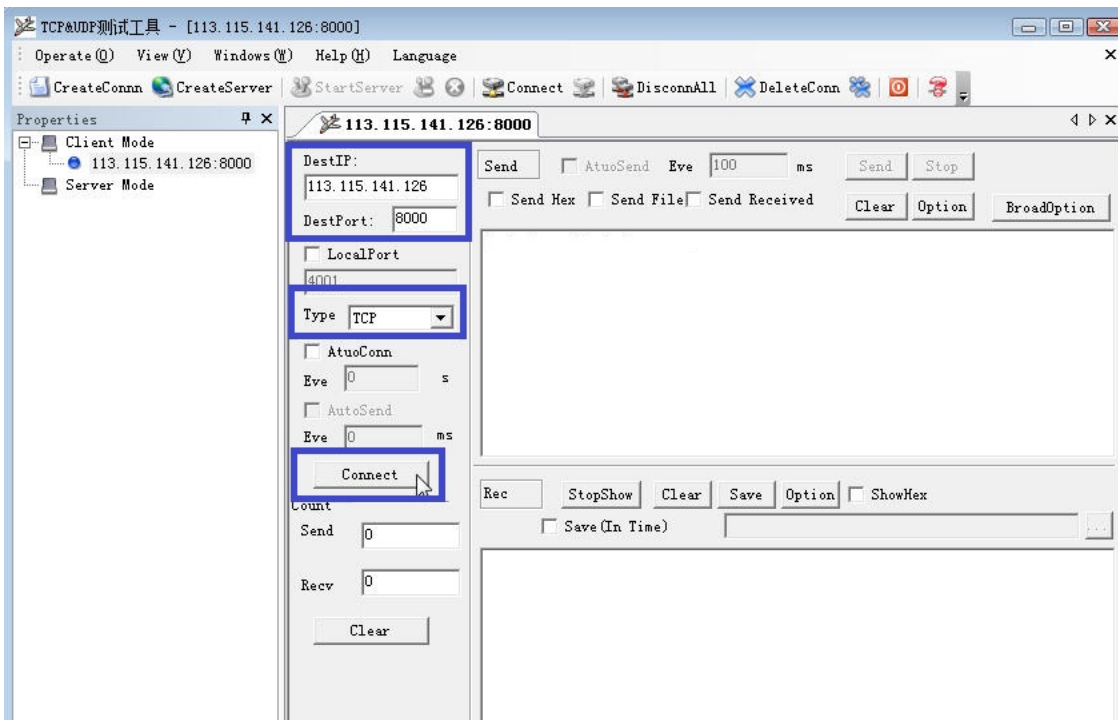 TCP&UDP测试工具 - [113.115.141.126:8000]
Operate(O) View(V) Windows(W) Help(H) Language
CreateConnn CreateServer StartServer Connect DisconnAll DeleteConn
Properties
113.115.141.126:8000
Client Mode
113.115.141.126:8000
Server Mode
DestIP:
113.115.141.126
DestPort: 8000
LocalPort
4001
Type TCP
AtuoConn
Eve 0 s
AutoSend
Eve 0 ms
Connect
Count
Send 0
Recv 0
Clear
Send AtuoSend Eve 100 ms Send Stop
Send Hex Send File Send Received Clear Option BroadOption
Rec StopShow Clear Save Option ShowHex
Save(In Time) ...